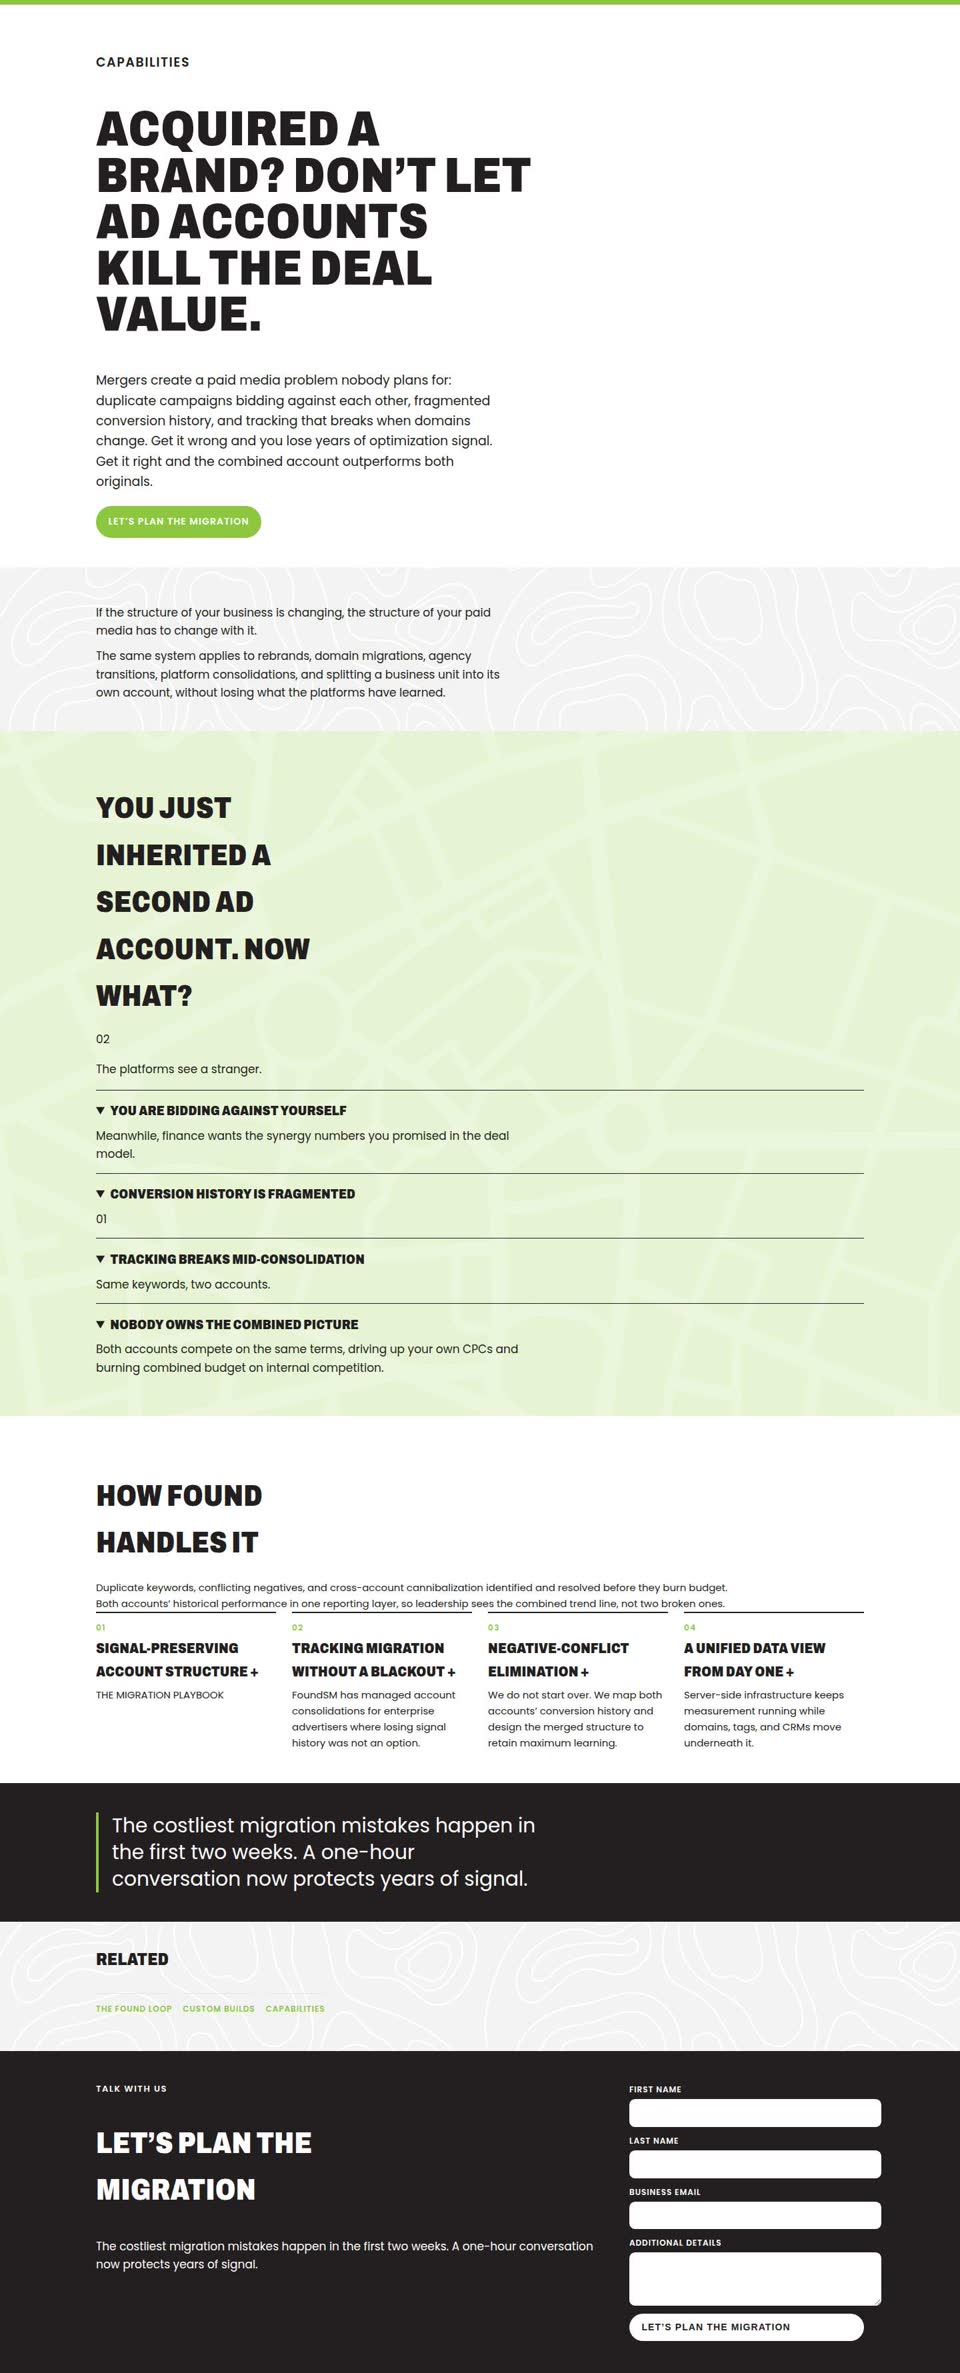 CAPABILITIES
ACQUIRED A
BRAND? DON’T LET
AD ACCOUNTS
KILL THE DEAL
VALUE.
Mergers create a paid media problem nobody plans for:
duplicate campaigns bidding against each other, fragmented
conversion history, and tracking that breaks when domains
change. Get it wrong and you lose years of optimization signal.
Get it right and the combined account outperforms both
originals.
LET’S PLAN THE MIGRATION
If the structure of your business is changing, the structure of your paid
media has to change with it.
The same system applies to rebrands, domain migrations, agency
transitions, platform consolidations, and splitting a business unit into its
own account, without losing what the platforms have learned.
YOU JUST
INHERITED A
SECOND AD
ACCOUNT. NOW
WHAT?
02
The platforms see a stranger.
▼ YOU ARE BIDDING AGAINST YOURSELF
Meanwhile, finance wants the synergy numbers you promised in the deal
model.
▼ CONVERSION HISTORY IS FRAGMENTED
01
▼ TRACKING BREAKS MID-CONSOLIDATION
Same keywords, two accounts.
▼ NOBODY OWNS THE COMBINED PICTURE
Both accounts compete on the same terms, driving up your own CPCs and
burning combined budget on internal competition.
HOW FOUND
HANDLES IT
Duplicate keywords, conflicting negatives, and cross-account cannibalization identified and resolved before they burn budget.
Both accounts’ historical performance in one reporting layer, so leadership sees the combined trend line, not two broken ones.
01
SIGNAL-PRESERVING
ACCOUNT STRUCTURE +
THE MIGRATION PLAYBOOK
02
TRACKING MIGRATION
WITHOUT A BLACKOUT +
FoundSM has managed account
consolidations for enterprise
advertisers where losing signal
history was not an option.
03
NEGATIVE-CONFLICT
ELIMINATION +
We do not start over. We map both
accounts’ conversion history and
design the merged structure to
retain maximum learning.
04
A UNIFIED DATA VIEW
FROM DAY ONE +
Server-side infrastructure keeps
measurement running while
domains, tags, and CRMs move
underneath it.
The costliest migration mistakes happen in
the first two weeks. A one-hour
conversation now protects years of signal.
RELATED
THE FOUND LOOP CUSTOM BUILDS CAPABILITIES
TALK WITH US
LET’S PLAN THE
MIGRATION
The costliest migration mistakes happen in the first two weeks. A one-hour conversation
now protects years of signal.
FIRST NAME
LAST NAME
BUSINESS EMAIL
ADDITIONAL DETAILS
LET’S PLAN THE MIGRATION